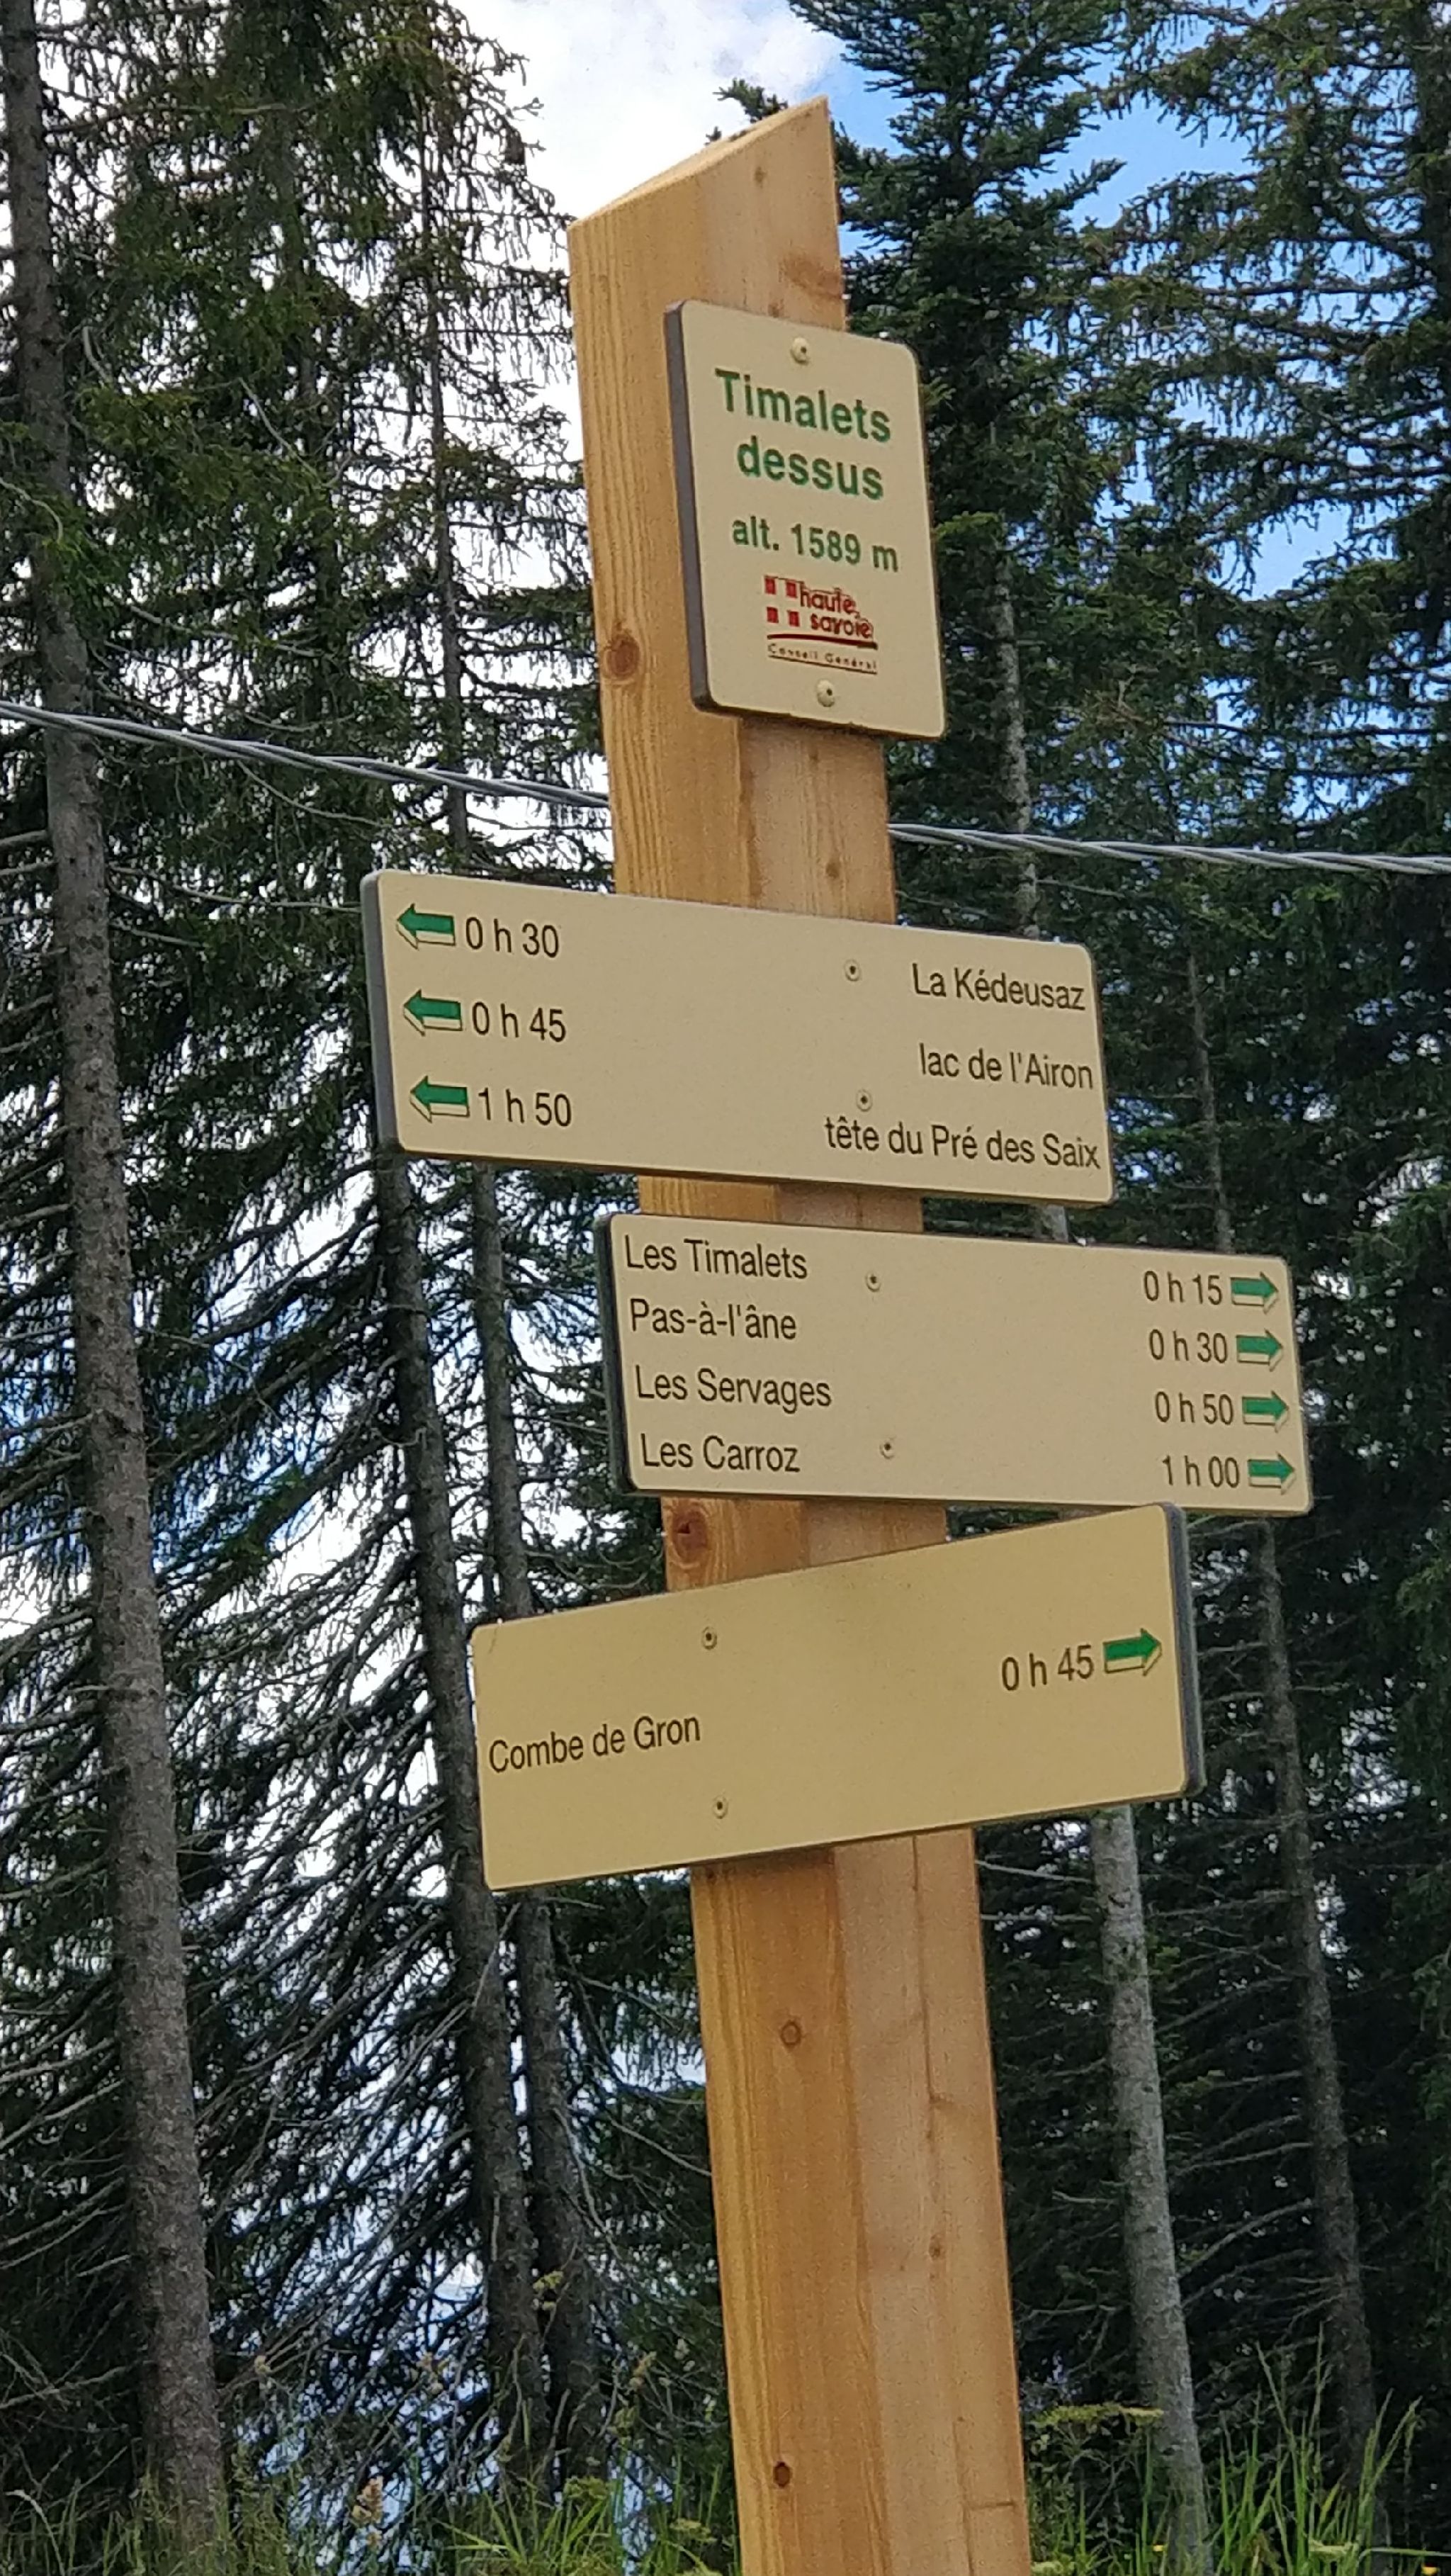 Timalets
dessus
alt. 1589 m
haute
savoie
Conseil Général
0 h 30 La Kédeusaz
0 h 45 lac de l'Airon
1 h 50 tête du Pré des Saix
Les Timalets 0 h 15
Pas-à-l'âne 0 h 30
Les Servages 0 h 50
Les Carroz 1 h 00
Combe de Gron 0 h 45